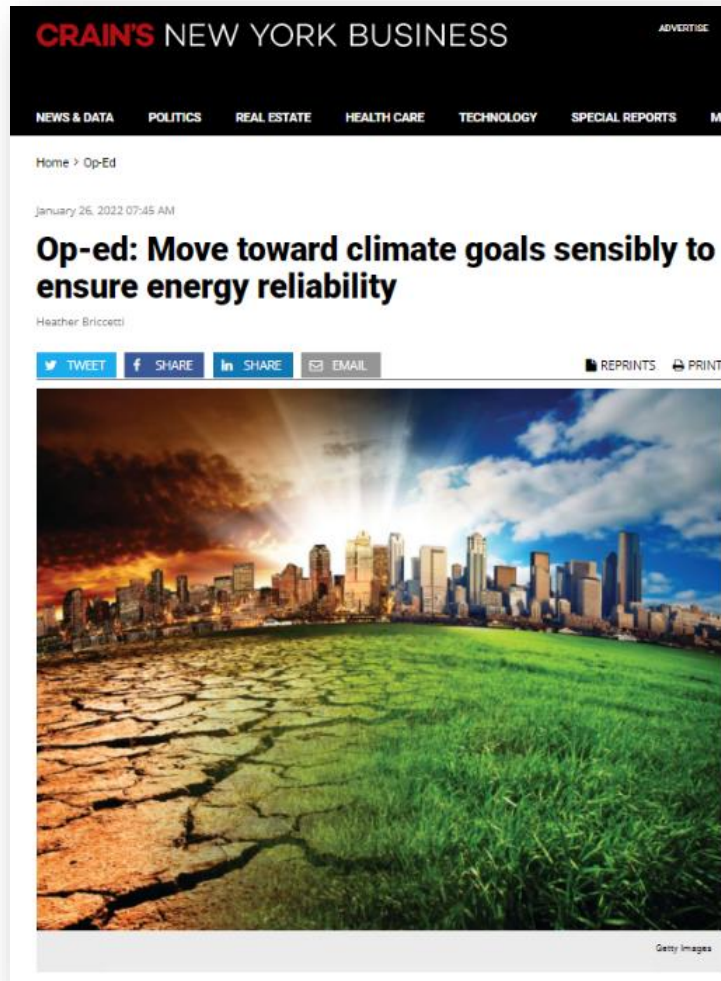 CRAIN'S NEW YORK BUSINESS
ADVERTISE
NEWS & DATA POLITICS REAL ESTATE HEALTH CARE TECHNOLOGY SPECIAL REPORTS M
Home > Op-Ed
January 26, 2022 07:45 AM
Op-ed: Move toward climate goals sensibly to
ensure energy reliability
Heather Briccetti
TWEET f SHARE in SHARE EMAIL REPRINTS PRINT
Getty Images